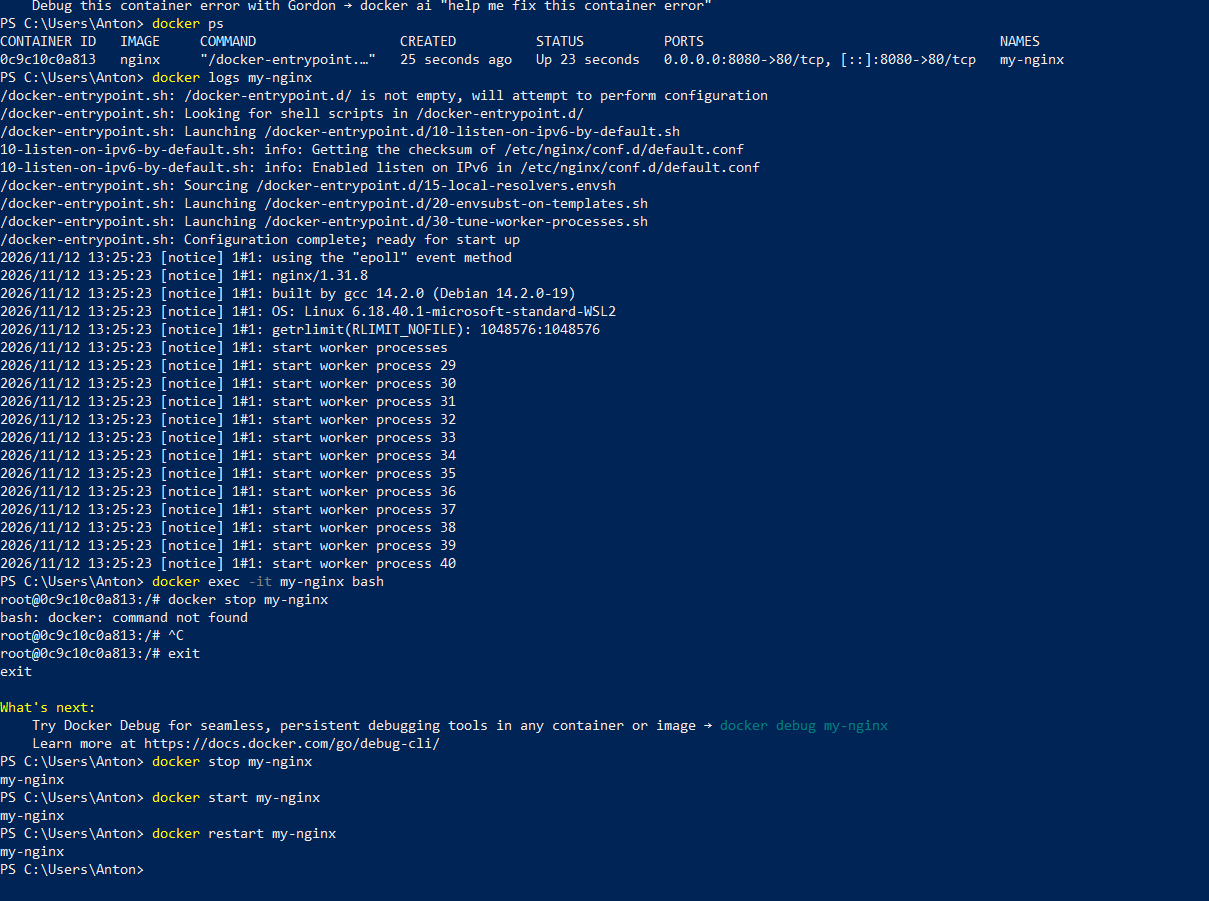 Debug this container error with Gordon → docker ai "help me fix this container error"
PS C:\Users\Anton> docker ps
CONTAINER ID   IMAGE     COMMAND                  CREATED          STATUS          PORTS                                     NAMES
0c9c10c0a813   nginx     "/docker-entrypoint.…"   25 seconds ago   Up 23 seconds   0.0.0.0:8080->80/tcp, [::]:8080->80/tcp   my-nginx
PS C:\Users\Anton> docker logs my-nginx
/docker-entrypoint.sh: /docker-entrypoint.d/ is not empty, will attempt to perform configuration
/docker-entrypoint.sh: Looking for shell scripts in /docker-entrypoint.d/
/docker-entrypoint.sh: Launching /docker-entrypoint.d/10-listen-on-ipv6-by-default.sh
10-listen-on-ipv6-by-default.sh: info: Getting the checksum of /etc/nginx/conf.d/default.conf
10-listen-on-ipv6-by-default.sh: info: Enabled listen on IPv6 in /etc/nginx/conf.d/default.conf
/docker-entrypoint.sh: Sourcing /docker-entrypoint.d/15-local-resolvers.envsh
/docker-entrypoint.sh: Launching /docker-entrypoint.d/20-envsubst-on-templates.sh
/docker-entrypoint.sh: Launching /docker-entrypoint.d/30-tune-worker-processes.sh
/docker-entrypoint.sh: Configuration complete; ready for start up
2026/11/12 13:25:23 [notice] 1#1: using the "epoll" event method
2026/11/12 13:25:23 [notice] 1#1: nginx/1.31.8
2026/11/12 13:25:23 [notice] 1#1: built by gcc 14.2.0 (Debian 14.2.0-19)
2026/11/12 13:25:23 [notice] 1#1: OS: Linux 6.18.40.1-microsoft-standard-WSL2
2026/11/12 13:25:23 [notice] 1#1: getrlimit(RLIMIT_NOFILE): 1048576:1048576
2026/11/12 13:25:23 [notice] 1#1: start worker processes
2026/11/12 13:25:23 [notice] 1#1: start worker process 29
2026/11/12 13:25:23 [notice] 1#1: start worker process 30
2026/11/12 13:25:23 [notice] 1#1: start worker process 31
2026/11/12 13:25:23 [notice] 1#1: start worker process 32
2026/11/12 13:25:23 [notice] 1#1: start worker process 33
2026/11/12 13:25:23 [notice] 1#1: start worker process 34
2026/11/12 13:25:23 [notice] 1#1: start worker process 35
2026/11/12 13:25:23 [notice] 1#1: start worker process 36
2026/11/12 13:25:23 [notice] 1#1: start worker process 37
2026/11/12 13:25:23 [notice] 1#1: start worker process 38
2026/11/12 13:25:23 [notice] 1#1: start worker process 39
2026/11/12 13:25:23 [notice] 1#1: start worker process 40
PS C:\Users\Anton> docker exec -it my-nginx bash
root@0c9c10c0a813:/# docker stop my-nginx
bash: docker: command not found
root@0c9c10c0a813:/# ^C
root@0c9c10c0a813:/# exit
exit
What's next:
Try Docker Debug for seamless, persistent debugging tools in any container or image → docker debug my-nginx
Learn more at https://docs.docker.com/go/debug-cli/
PS C:\Users\Anton> docker stop my-nginx
my-nginx
PS C:\Users\Anton> docker start my-nginx
my-nginx
PS C:\Users\Anton> docker restart my-nginx
my-nginx
PS C:\Users\Anton>